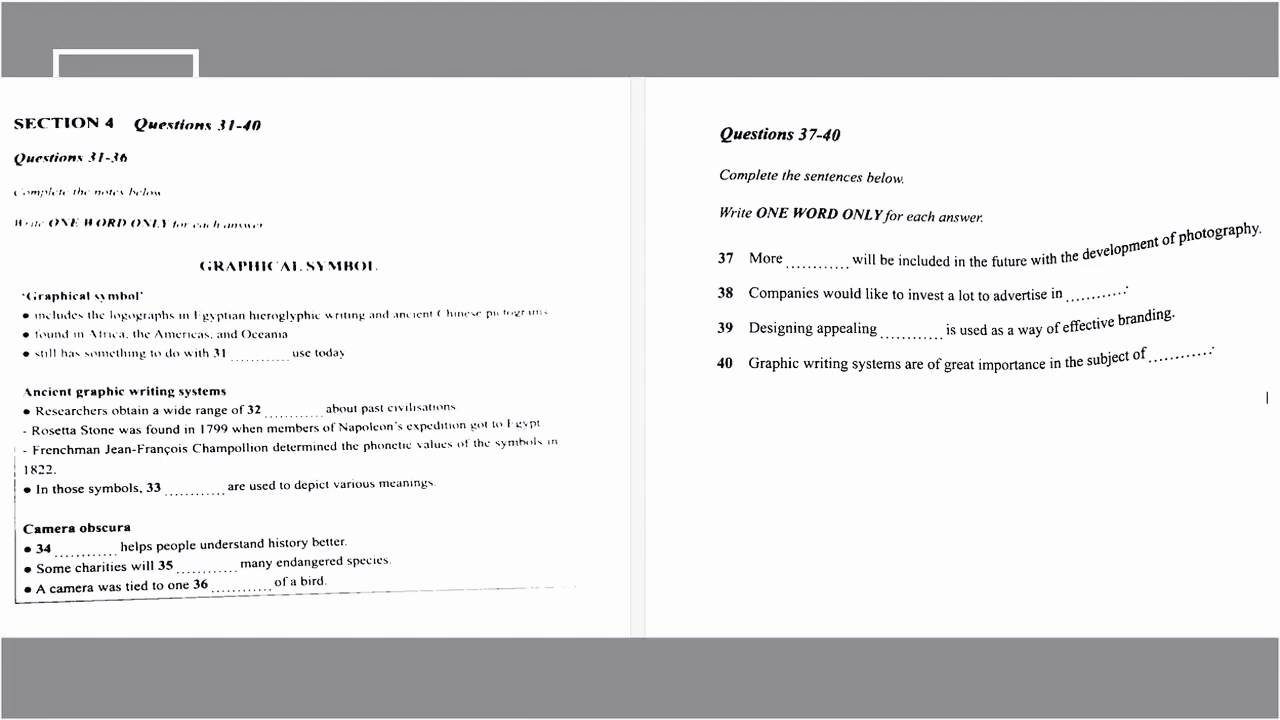 SECTION 4 Questions 31-40
Questions 31-36
Complete the notes below
Write ONE WORD ONLY for each answer
GRAPHICAL SYMBOL
'Graphical symbol'
● includes the logographs in Egyptian hieroglyphic writing and ancient Chinese pictograms
● found in Africa, the Americas, and Oceania
● still has something to do with 31 ............ use today
Ancient graphic writing systems
● Researchers obtain a wide range of 32 ............ about past civilisations
- Rosetta Stone was found in 1799 when members of Napoleon's expedition got to Egypt.
- Frenchman Jean-François Champollion determined the phonetic values of the symbols in
1822.
● In those symbols, 33 ............ are used to depict various meanings.
Camera obscura
● 34 ............ helps people understand history better.
● Some charities will 35 ............ many endangered species.
● A camera was tied to one 36 ............ of a bird.
Questions 37-40
Complete the sentences below.
Write ONE WORD ONLY for each answer.
37 More ............ will be included in the future with the development of photography.
38 Companies would like to invest a lot to advertise in ............
39 Designing appealing ............ is used as a way of effective branding.
40 Graphic writing systems are of great importance in the subject of ............